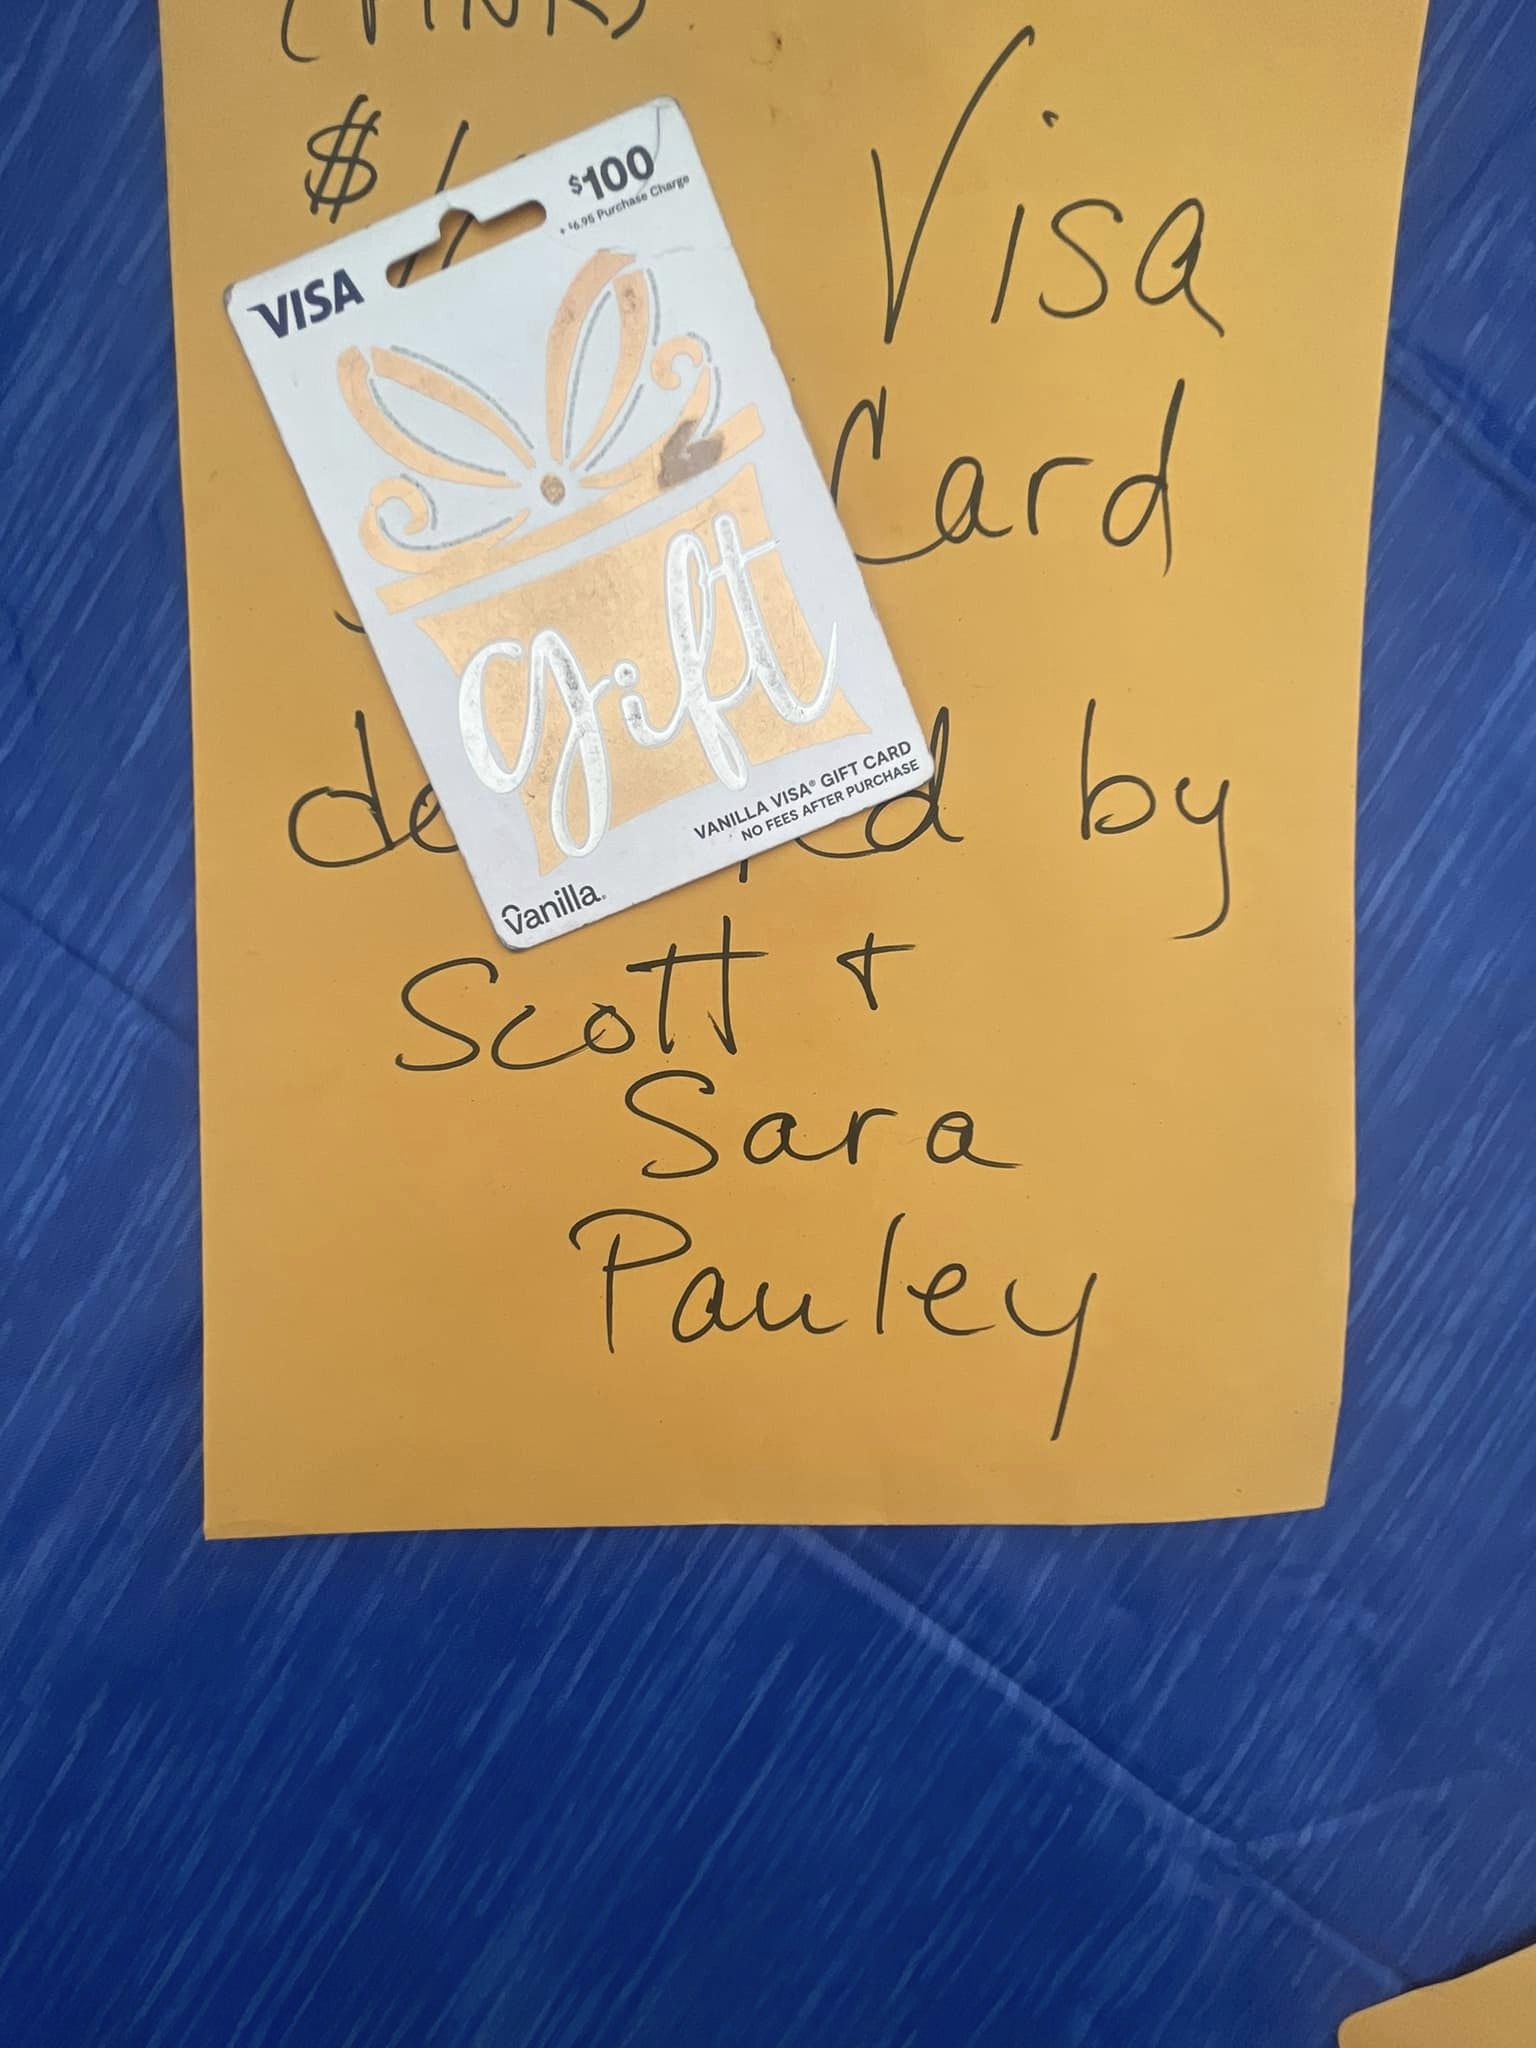 (PINK)
$
Visa
Card
by
Scott +
Sara
Pauley
$100
+ $6.95 Purchase Charge
VISA
gift
VANILLA VISA® GIFT CARD
NO FEES AFTER PURCHASE
Vanilla.